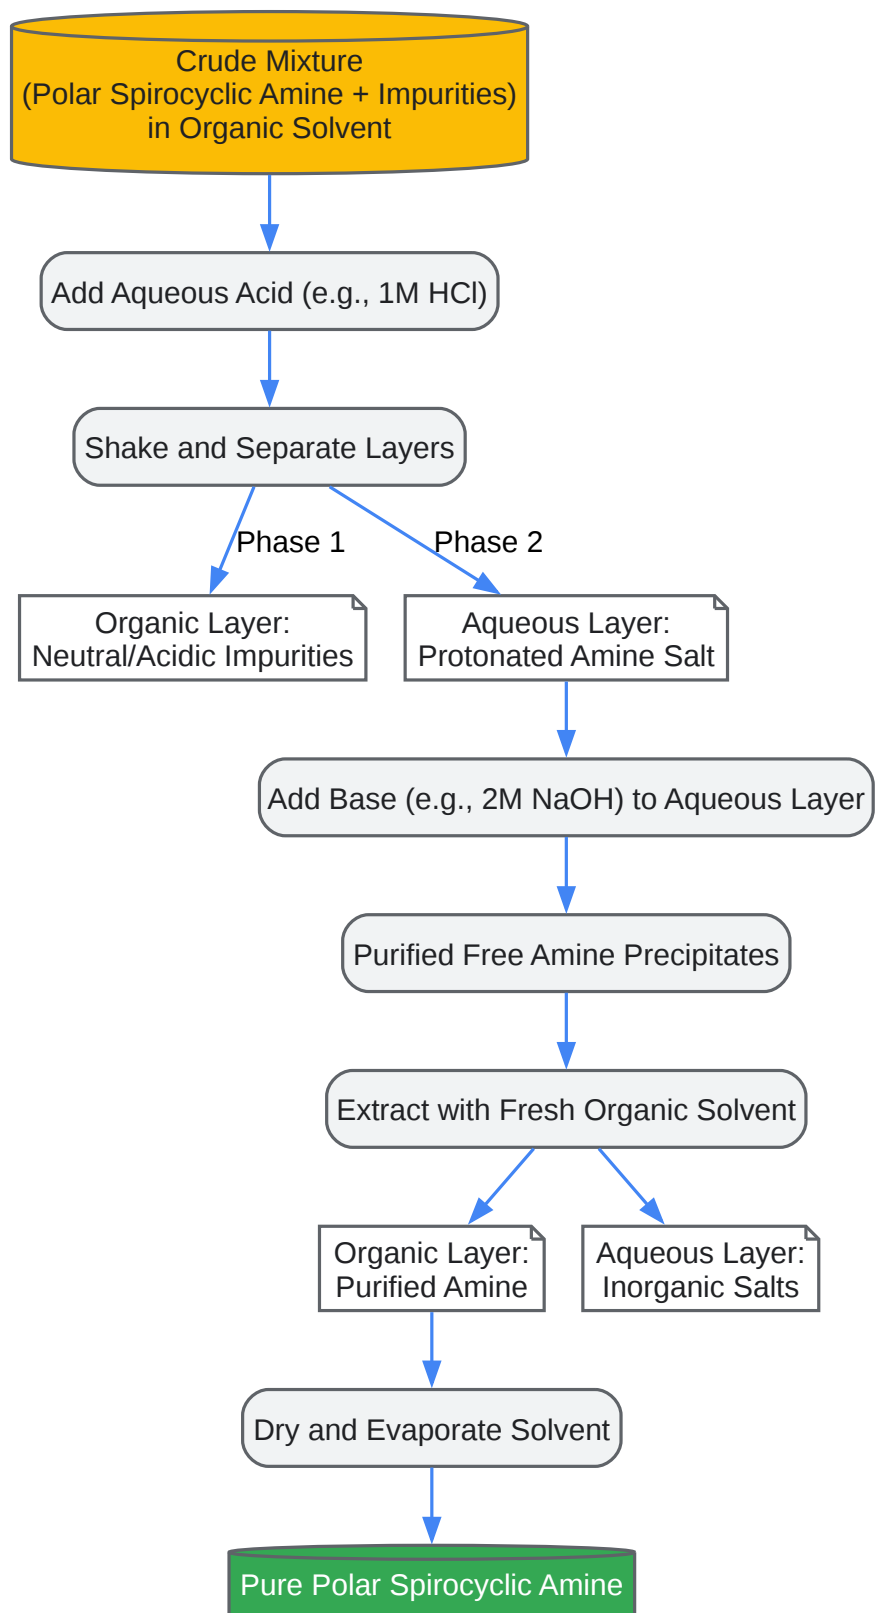 Crude Mixture
(Polar Spirocyclic Amine + Impurities)
in Organic Solvent
Add Aqueous Acid (e.g., 1M HCl)
Shake and Separate Layers
Phase 1
Phase 2
Organic Layer:
Neutral/Acidic Impurities
Aqueous Layer:
Protonated Amine Salt
Add Base (e.g., 2M NaOH) to Aqueous Layer
Purified Free Amine Precipitates
Extract with Fresh Organic Solvent
Organic Layer:
Purified Amine
Aqueous Layer:
Inorganic Salts
Dry and Evaporate Solvent
Pure Polar Spirocyclic Amine